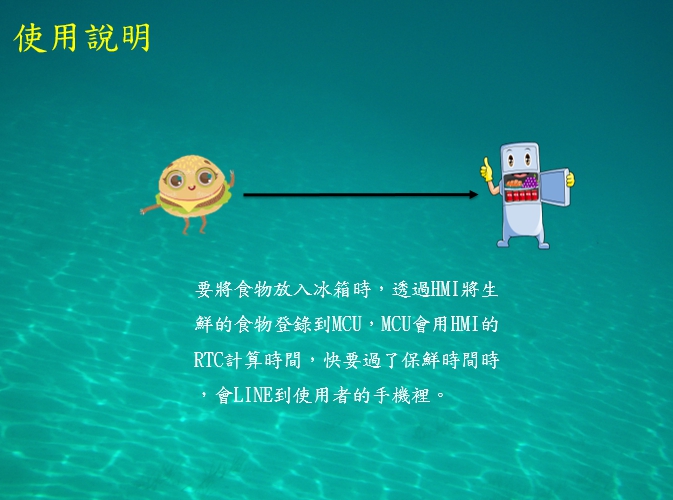 使用說明
要將食物放入冰箱時，透過HMI將生
鮮的食物登錄到MCU，MCU會用HMI的
RTC計算時間，快要過了保鮮時間時
，會LINE到使用者的手機裡。